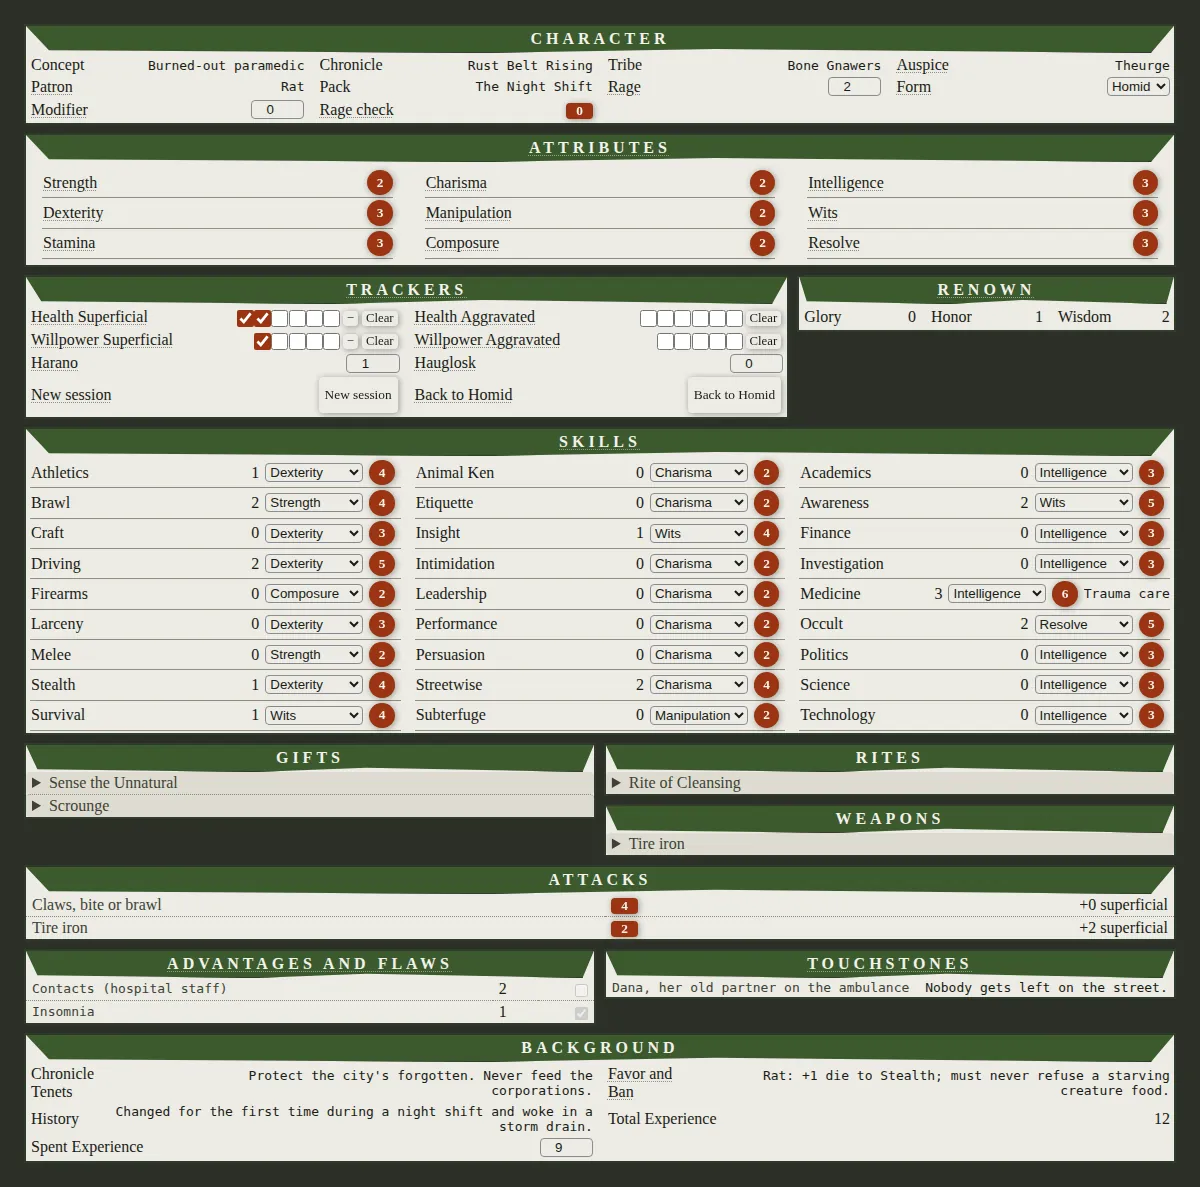 CHARACTER
Concept Burned-out paramedic Chronicle Rust Belt Rising Tribe Bone Gnawers Auspice Theurge
Patron Rat Pack The Night Shift Rage 2 Form Homid
Modifier 0 Rage check 0
ATTRIBUTES
Strength 2 Charisma 2 Intelligence 3
Dexterity 3 Manipulation 2 Wits 3
Stamina 3 Composure 2 Resolve 3
TRACKERS
Health Superficial − Clear Health Aggravated Clear
Willpower Superficial − Clear Willpower Aggravated Clear
Harano 1 Hauglosk 0
New session New session Back to Homid Back to Homid
RENOWN
Glory 0 Honor 1 Wisdom 2
SKILLS
Athletics 1 Dexterity 4 Animal Ken 0 Charisma 2 Academics 0 Intelligence 3
Brawl 2 Strength 4 Etiquette 0 Charisma 2 Awareness 2 Wits 5
Craft 0 Dexterity 3 Insight 1 Wits 4 Finance 0 Intelligence 3
Driving 2 Dexterity 5 Intimidation 0 Charisma 2 Investigation 0 Intelligence 3
Firearms 0 Composure 2 Leadership 0 Charisma 2 Medicine 3 Intelligence 6 Trauma care
Larceny 0 Dexterity 3 Performance 0 Charisma 2 Occult 2 Resolve 5
Melee 0 Strength 2 Persuasion 0 Charisma 2 Politics 0 Intelligence 3
Stealth 1 Dexterity 4 Streetwise 2 Charisma 4 Science 0 Intelligence 3
Survival 1 Wits 4 Subterfuge 0 Manipulation 2 Technology 0 Intelligence 3
GIFTS
Sense the Unnatural
Scrounge
RITES
Rite of Cleansing
WEAPONS
Tire iron
ATTACKS
Claws, bite or brawl 4 +0 superficial
Tire iron 2 +2 superficial
ADVANTAGES AND FLAWS
Contacts (hospital staff) 2
Insomnia 1
TOUCHSTONES
Dana, her old partner on the ambulance Nobody gets left on the street.
BACKGROUND
Chronicle Tenets Protect the city's forgotten. Never feed the
corporations.
Favor and Ban Rat: +1 die to Stealth; must never refuse a starving
creature food.
History Changed for the first time during a night shift and woke in a
storm drain.
Total Experience 12
Spent Experience 9